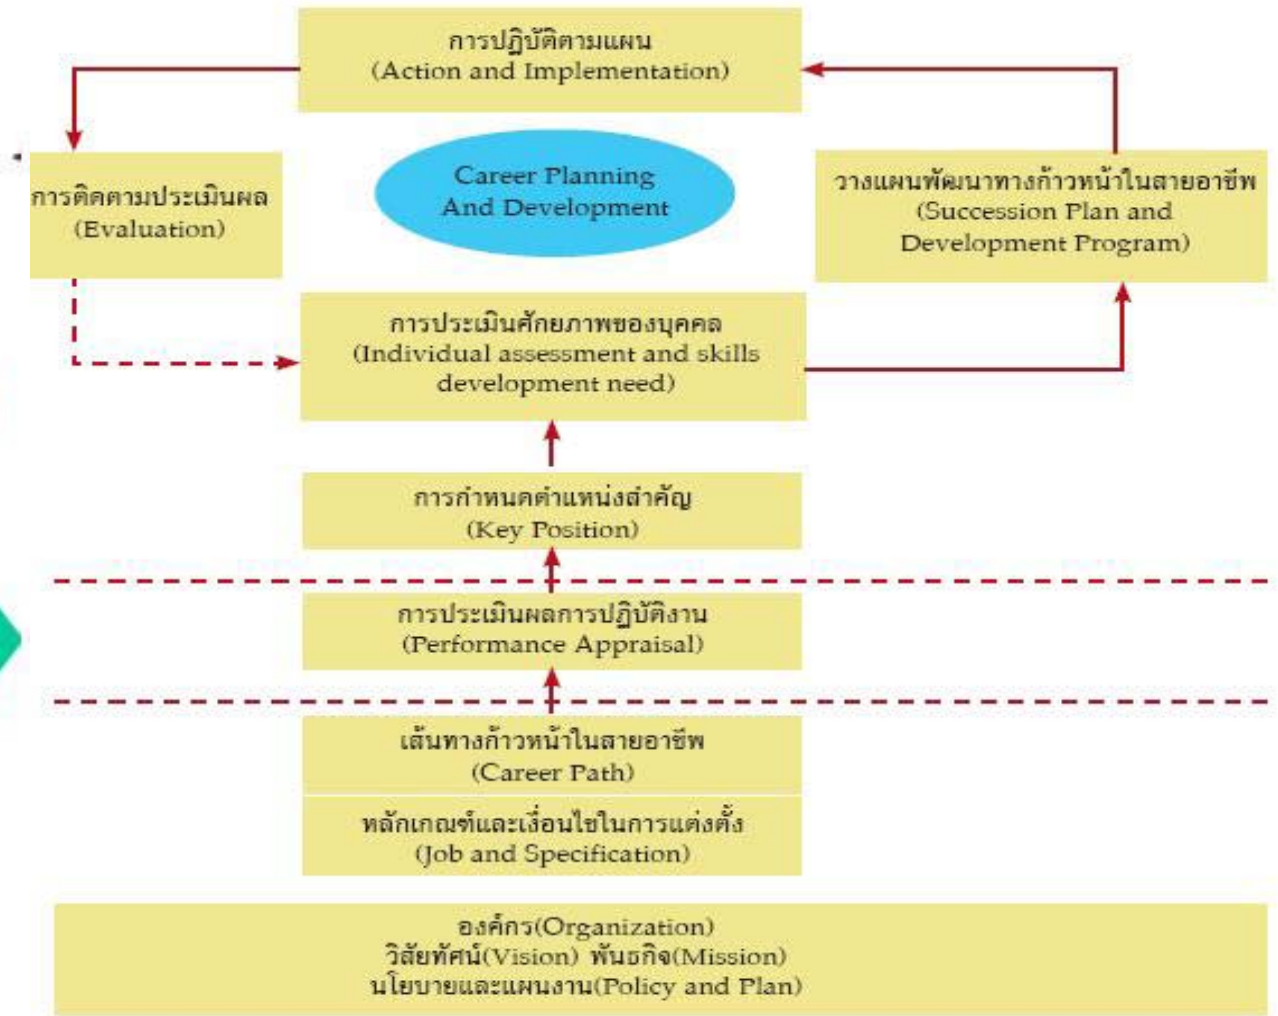 การปฏิบัติตามแผน
(Action and Implementation)
Career Planning
And Development
การติดตามประเมินผล
(Evaluation)
วางแผนพัฒนาทางก้าวหน้าในสายอาชีพ
(Succession Plan and
Development Program)
การประเมินศักยภาพของบุคคล
(Individual assessment and skills
development need)
การกำหนดตำแหน่งสำคัญ
(Key Position)
การประเมินผลการปฏิบัติงาน
(Performance Appraisal)
เส้นทางก้าวหน้าในสายอาชีพ
(Career Path)
หลักเกณฑ์และเงื่อนไขในการแต่งตั้ง
(Job and Specification)
องค์กร(Organization)
วิสัยทัศน์(Vision) พันธกิจ(Mission)
นโยบายและแผนงาน(Policy and Plan)